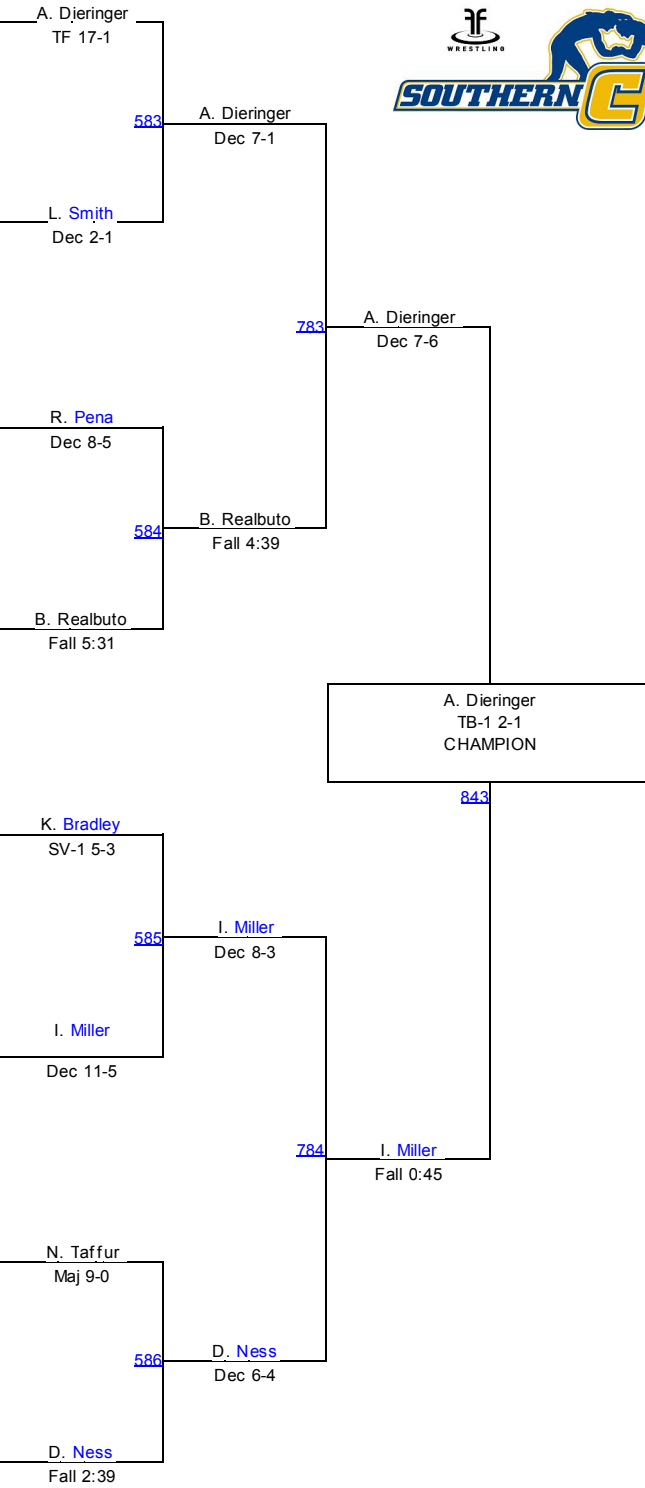 A. Dieringer
TF 17-1
WRESTLING
SOUTHERN
583
A. Dieringer
Dec 7-1
L. Smith
Dec 2-1
783
A. Dieringer
Dec 7-6
R. Pena
Dec 8-5
584
B. Realbuto
Fall 4:39
B. Realbuto
Fall 5:31
A. Dieringer
TB-1 2-1
CHAMPION
843
K. Bradley
SV-1 5-3
585
I. Miller
Dec 8-3
I. Miller
Dec 11-5
784
I. Miller
Fall 0:45
N. Taffur
Maj 9-0
586
D. Ness
Dec 6-4
D. Ness
Fall 2:39